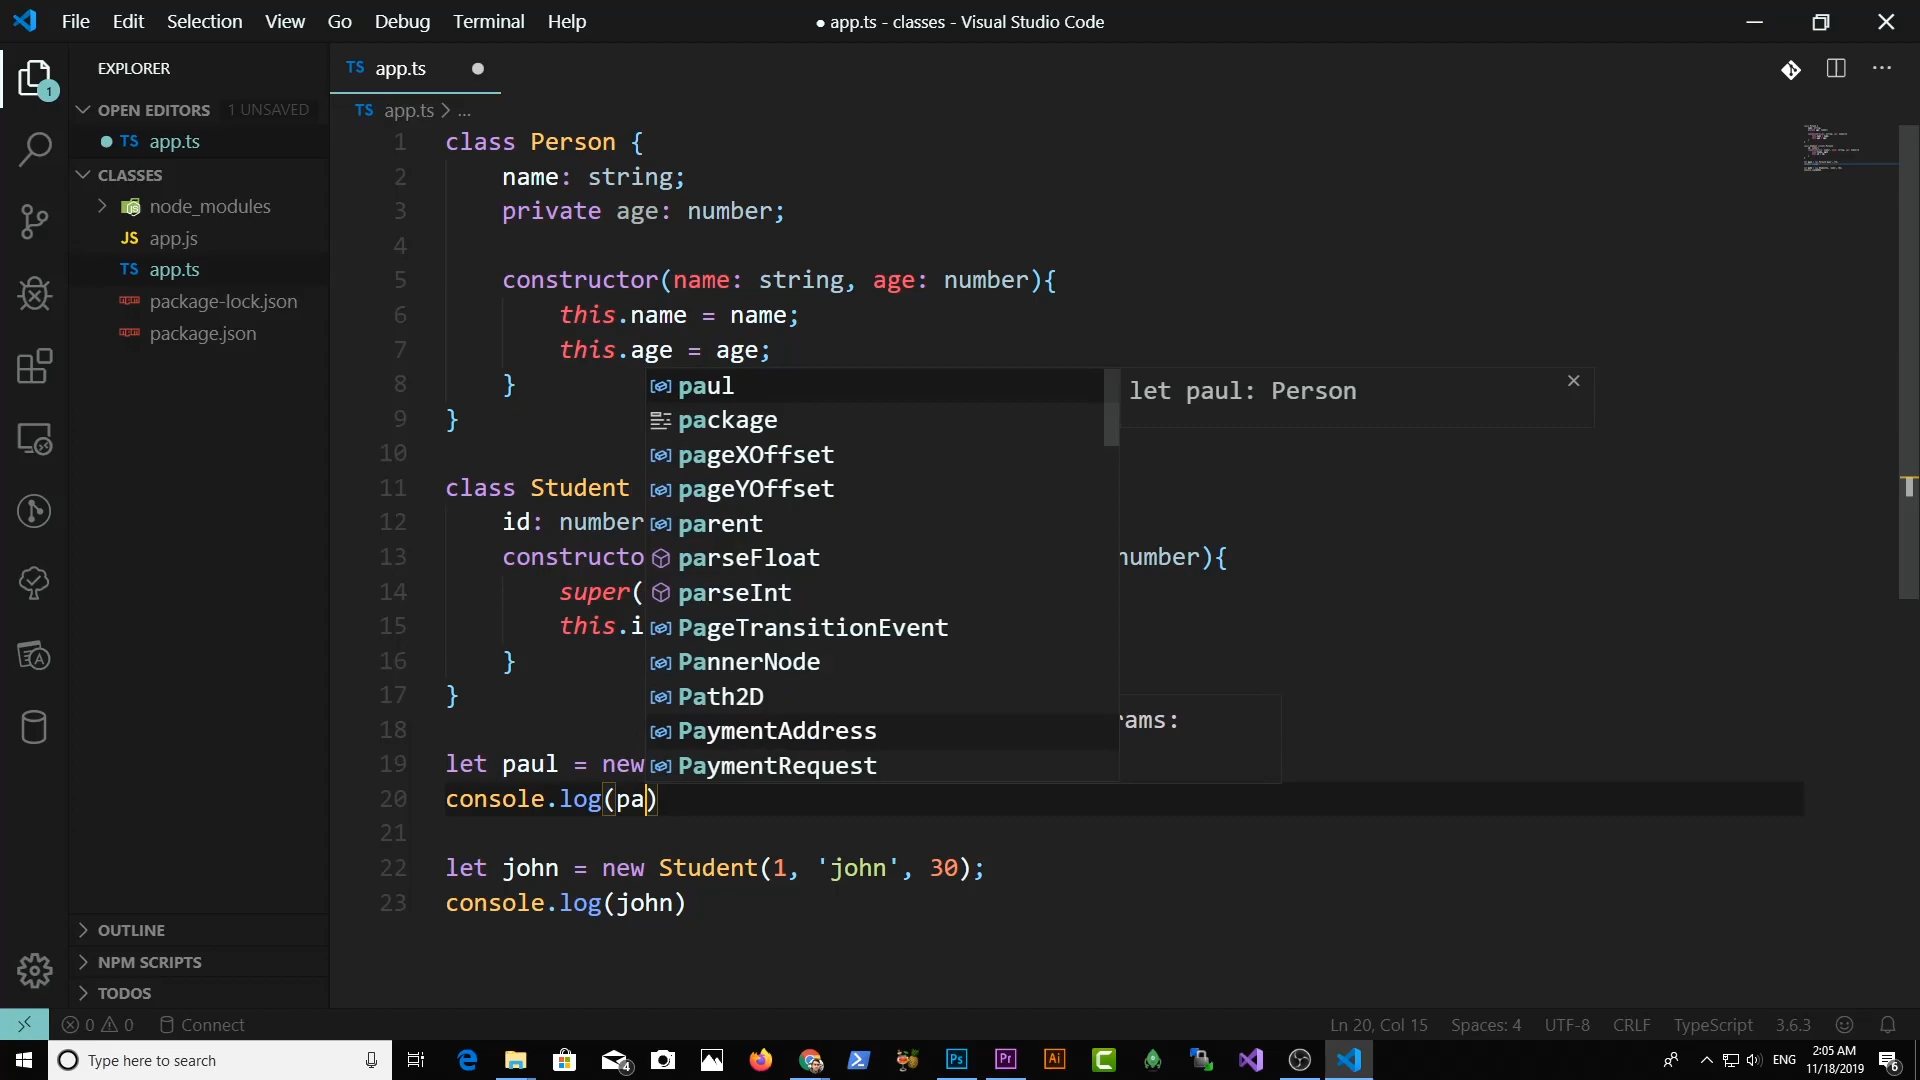 File Edit Selection View Go Debug Terminal Help
● app.ts - classes - Visual Studio Code
EXPLORER
OPEN EDITORS 1 UNSAVED
TS app.ts
CLASSES
node_modules
JS app.js
TS app.ts
package-lock.json
package.json
OUTLINE
NPM SCRIPTS
TODOS
1
TS app.ts
TS app.ts > ...
1 class Person {
2 name: string;
3 private age: number;
4
5 constructor(name: string, age: number){
6 this.name = name;
7 this.age = age;
8 }
9 }
10
11 class Student
12 id: number
13 constructo number){
14 super(
15 this.i
16 }
17 }
18
19 let paul = new
20 console.log(pa)
21
22 let john = new Student(1, 'john', 30);
23 console.log(john)
paul
package
pageXOffset
pageYOffset
parent
parseFloat
parseInt
PageTransitionEvent
PannerNode
Path2D
PaymentAddress
PaymentRequest
let paul: Person
rams:
0 0 Connect
Ln 20, Col 15 Spaces: 4 UTF-8 CRLF TypeScript 3.6.3
Type here to search
4
Ps Pr Ai
ENG
2:05 AM
11/18/2019
6